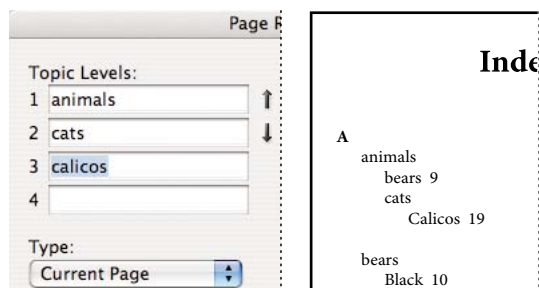 Page R
Topic Levels:
1 animals
2 cats
3 calicos
4
Type:
Current Page
Inde
A
animals
bears 9
cats
Calicos 19
bears
Black 10